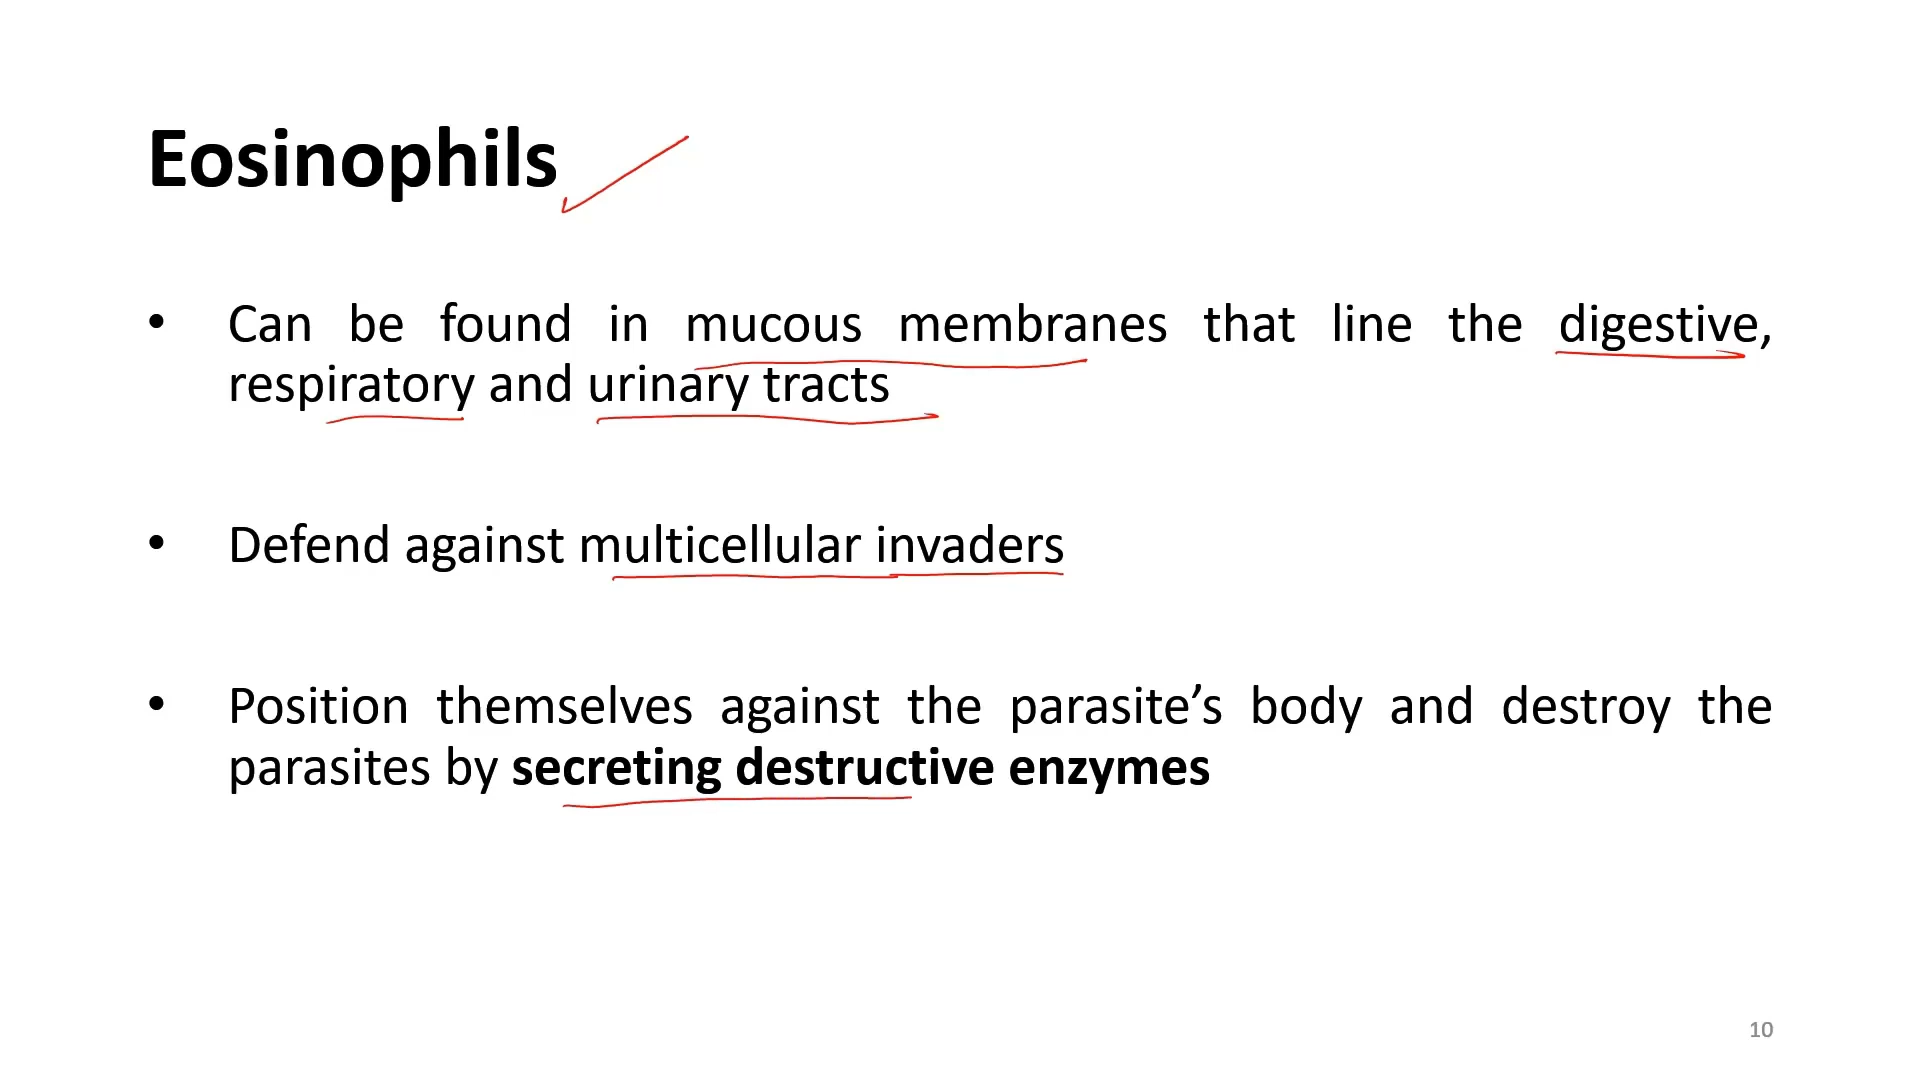 Eosinophils
• Can be found in mucous membranes that line the digestive,
respiratory and urinary tracts
• Defend against multicellular invaders
• Position themselves against the parasite’s body and destroy the
parasites by secreting destructive enzymes
10